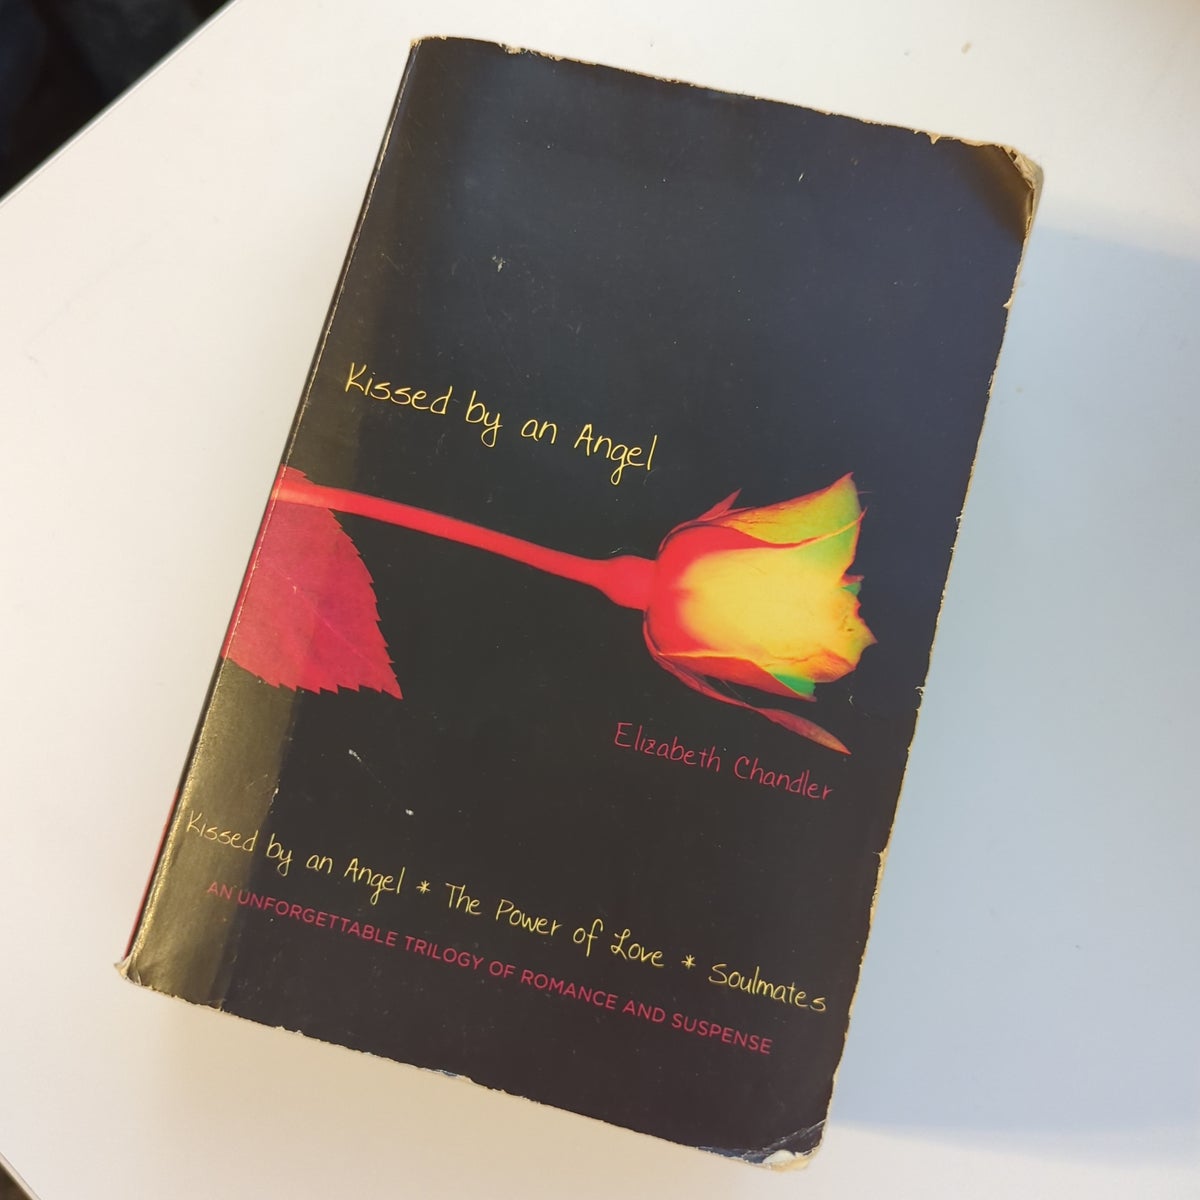 Kissed by an Angel
Elizabeth Chandler
Kissed by an Angel * The Power of Love * Soulmates
AN UNFORGETTABLE TRILOGY OF ROMANCE AND SUSPENSE